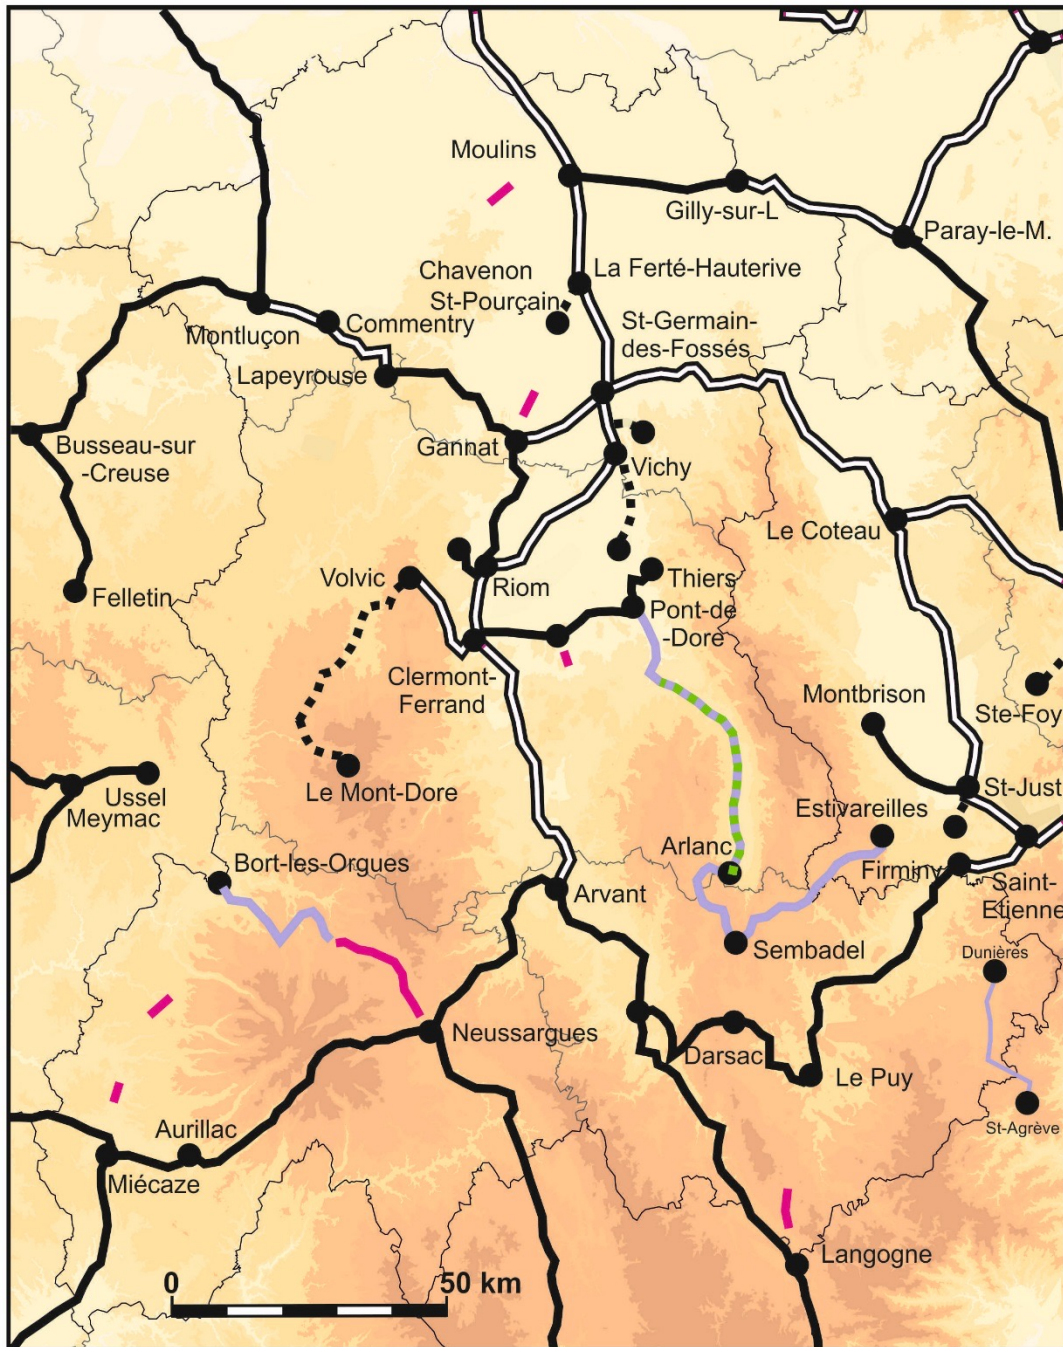 Moulins
Gilly-sur-L
Paray-le-M.
Chavenon
La Ferté-Hauterive
St-Pourçain
Montluçon
Commentry
St-Germain-
des-Fossés
Lapeyrouse
Busseau-sur
-Creuse
Gannat
Vichy
Le Coteau
Felletin
Volvic
Riom
Thiers
Pont-de
-Dore
Clermont-
Ferrand
Montbrison
Ste-Foy
Ussel
Meymac
Le Mont-Dore
St-Just
Estivareilles
Bort-les-Orgues
Arlanc
Firminy
Saint-
Etienne
Arvant
Sembadel
Dunières
Neussargues
Darsac
Le Puy
St-Agrève
Aurillac
Miécaze
Langogne
0 50 km